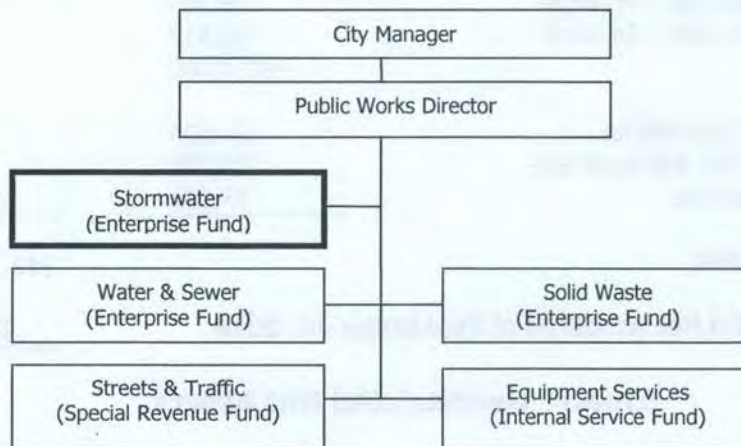 City Manager
Public Works Director
Stormwater
(Enterprise Fund)
Water & Sewer
(Enterprise Fund)
Solid Waste
(Enterprise Fund)
Streets & Traffic
(Special Revenue Fund)
Equipment Services
(Internal Service Fund)